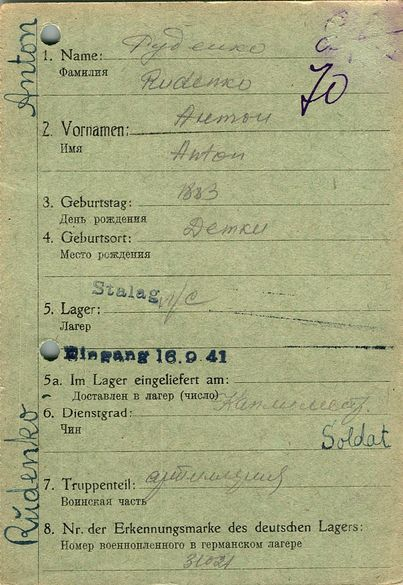 Anton
Rudenko
70
1. Name: Руденко
Фамилия Rudenko
2. Vornamen: Антон
Имя Anton
3. Geburtstag: 1883
День рождения
4. Geburtsort: Детки
Место рождения
Stalag
5. Lager:
Лагерь
Eingang 16.9.41
5a. Im Lager eingeliefert am:
Доставлен в лагерь (число)
6. Dienstgrad:
Чин
Soldat
7. Truppenteil: артиллерия
Воинская часть
8. Nr. der Erkennungsmarke des deutschen Lagers:
Номер военнопленного в германском лагере